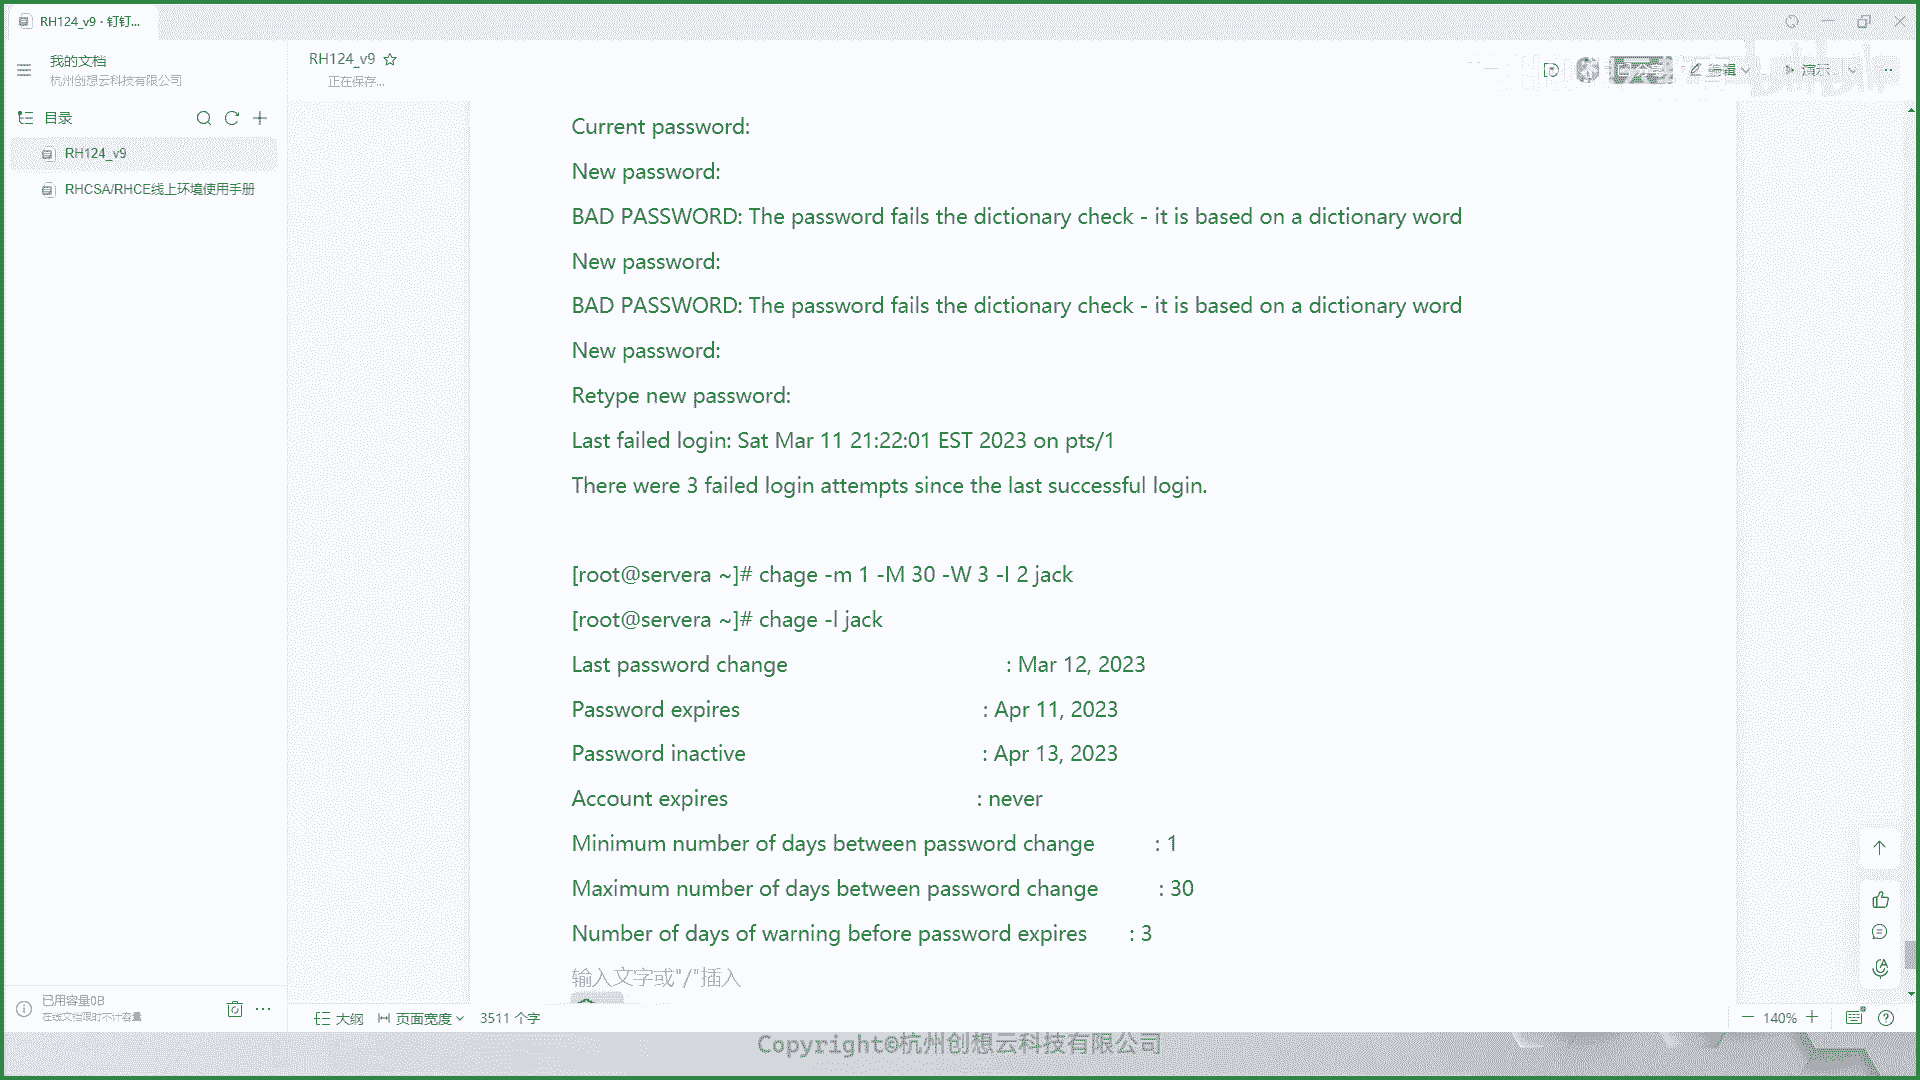 RH124_v9 · 钉钉...
我的文档
杭州创想云科技有限公司
目录
RH124_v9
RHCSA/RHCE线上环境使用手册
RH124_v9
正在保存...
编辑
演示
Current password:
New password:
BAD PASSWORD: The password fails the dictionary check - it is based on a dictionary word
New password:
BAD PASSWORD: The password fails the dictionary check - it is based on a dictionary word
New password:
Retype new password:
Last failed login: Sat Mar 11 21:22:01 EST 2023 on pts/1
There were 3 failed login attempts since the last successful login.
[root@servera ~]# chage -m 1 -M 30 -W 3 -I 2 jack
[root@servera ~]# chage -l jack
Last password change : Mar 12, 2023
Password expires : Apr 11, 2023
Password inactive : Apr 13, 2023
Account expires : never
Minimum number of days between password change : 1
Maximum number of days between password change : 30
Number of days of warning before password expires : 3
输入文字或"/"插入
已用容量0B
在线文档限时不计容量
大纲
页面宽度
3511 个字
140%
Copyright©杭州创想云科技有限公司